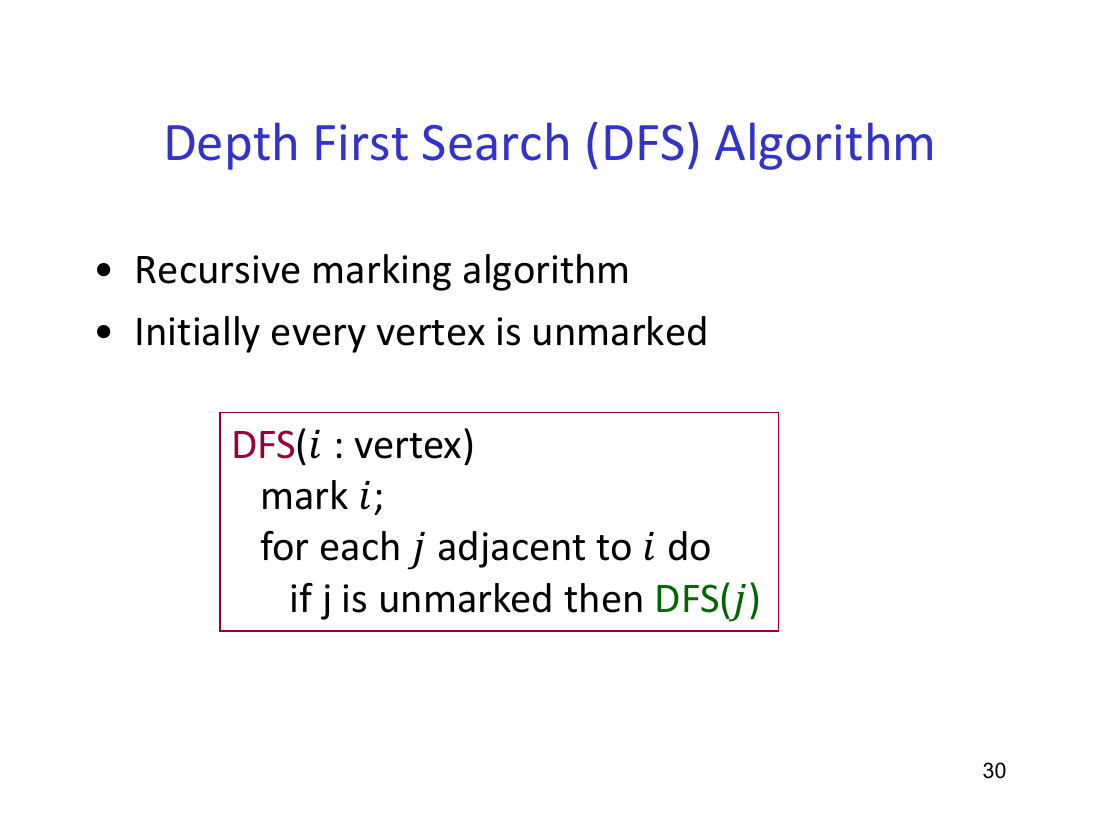 Depth First Search (DFS) Algorithm
• Recursive marking algorithm
• Initially every vertex is unmarked
DFS(i : vertex)
mark i;
for each j adjacent to i do
if j is unmarked then DFS(j)
30